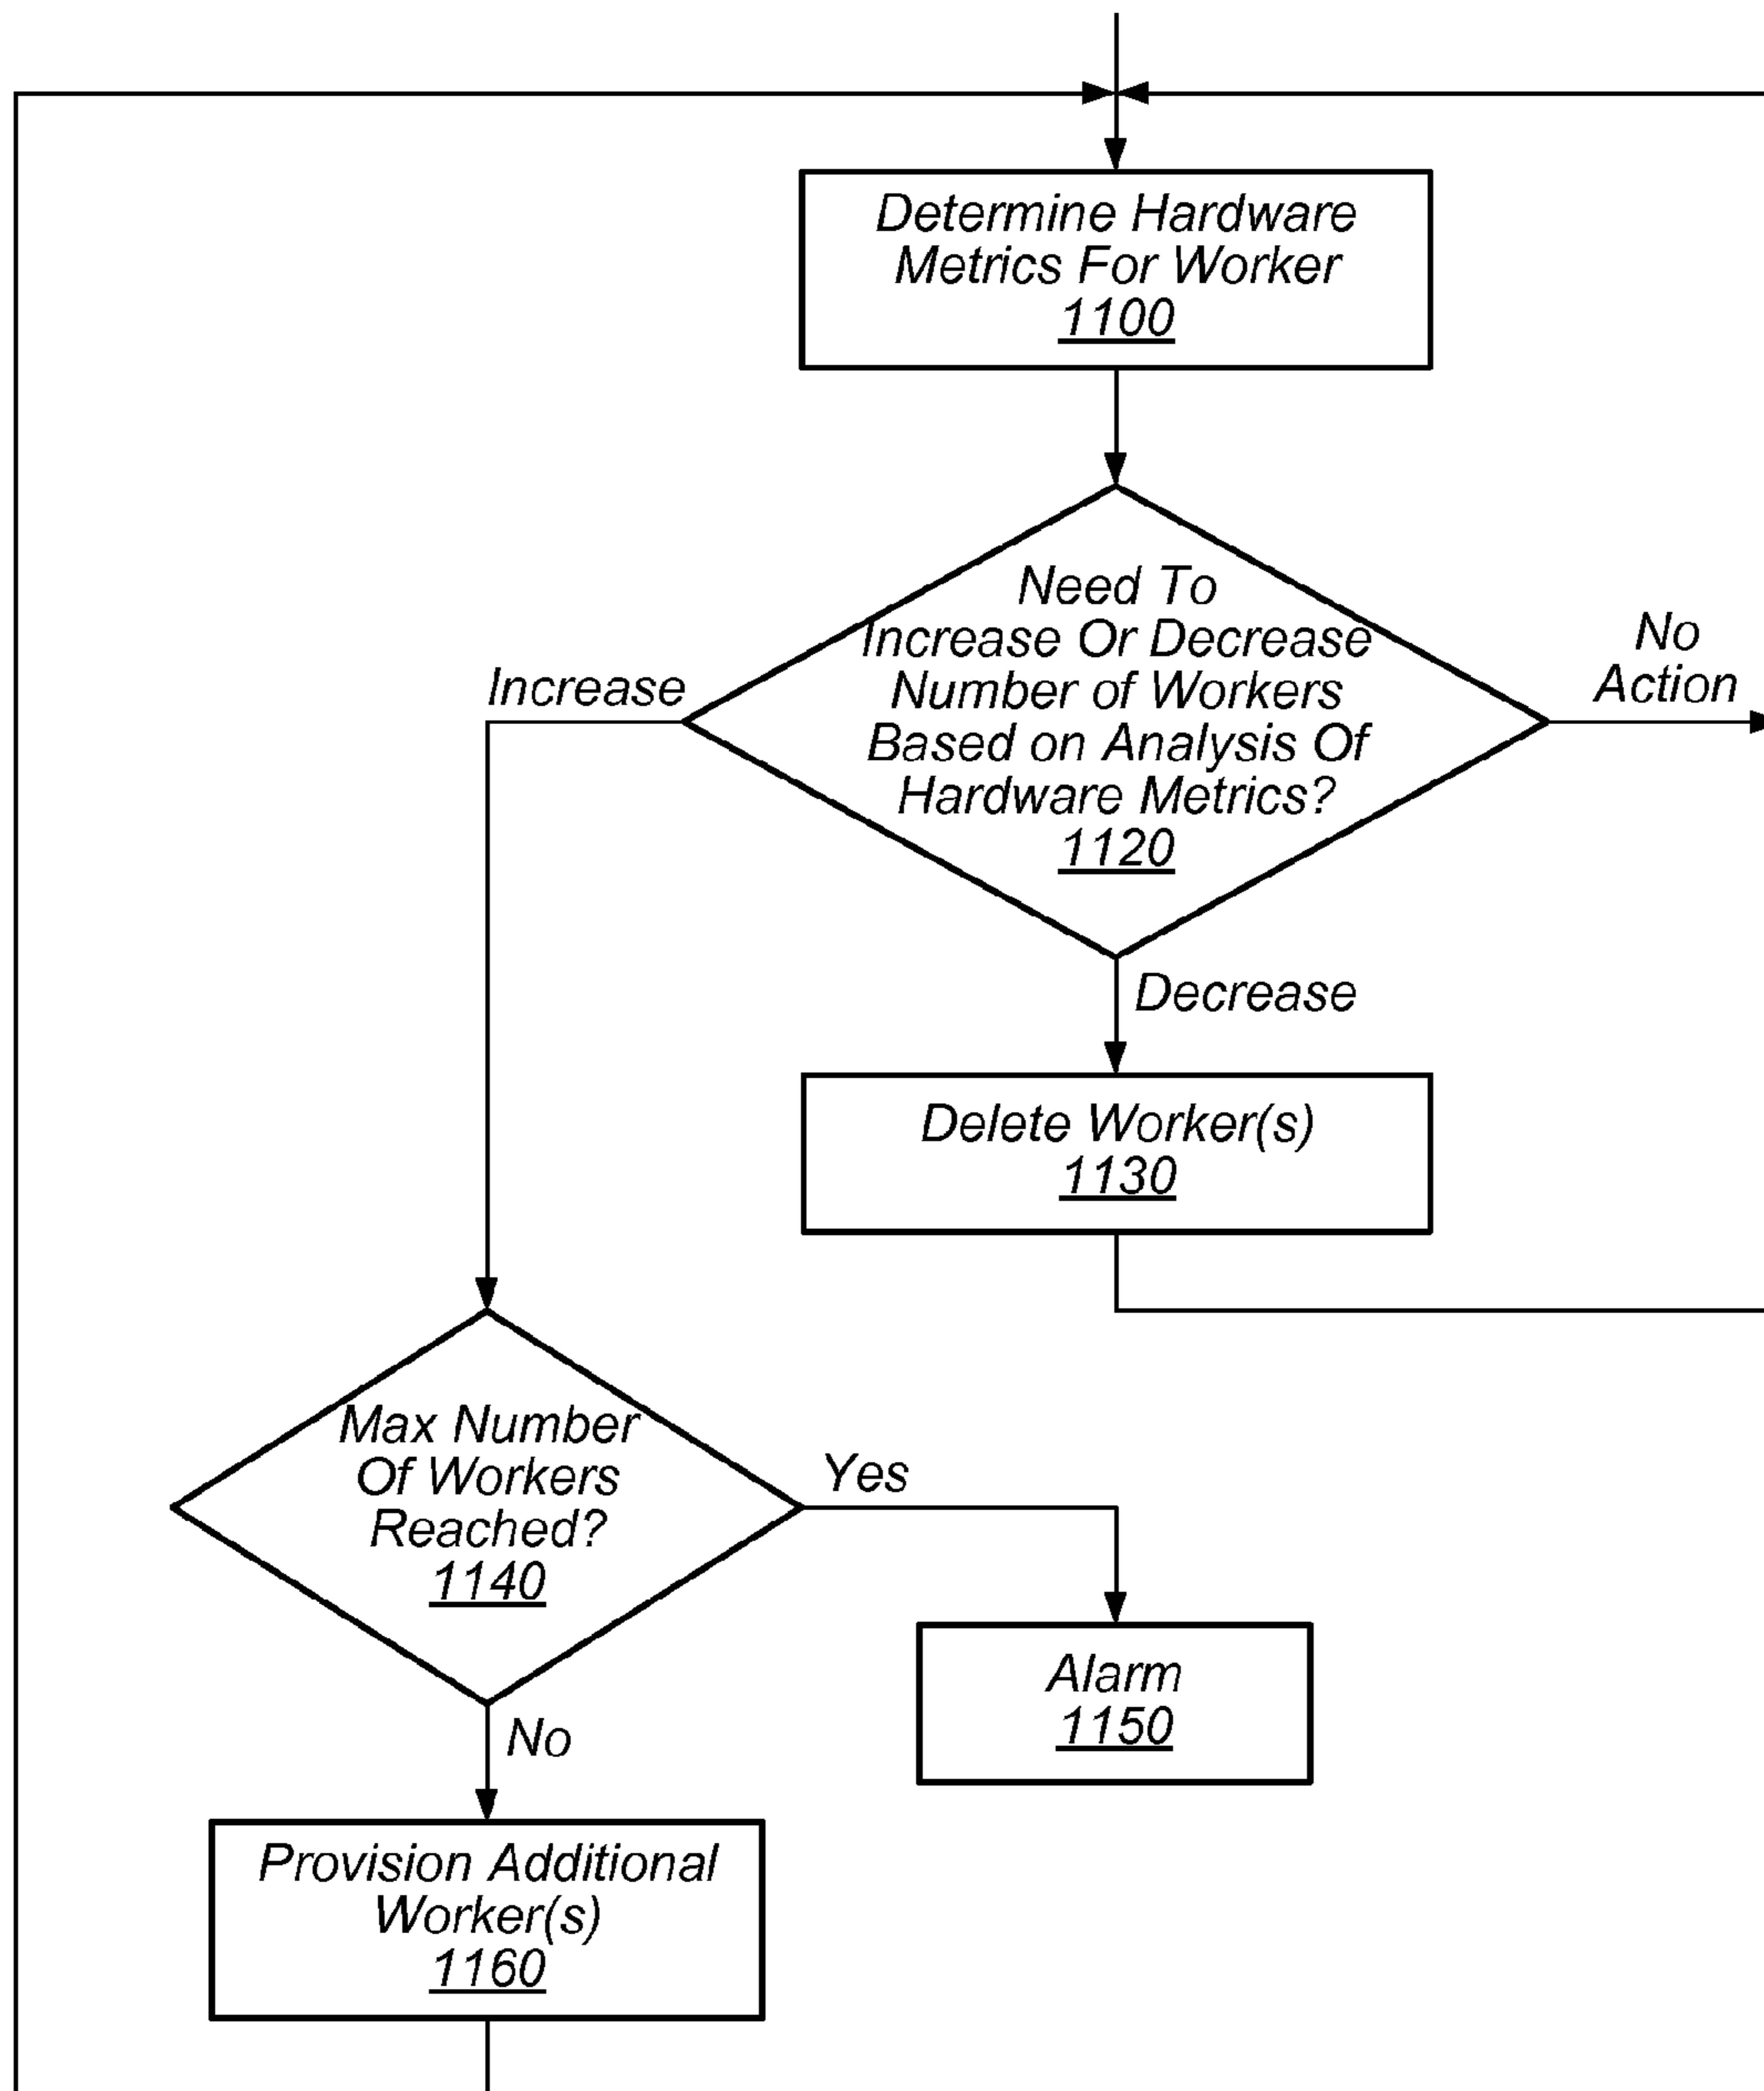 Determine Hardware
Metrics For Worker
1100
Need To
Increase Or Decrease
Number of Workers
Based on Analysis Of
Hardware Metrics?
1120
Increase
No
Action
Decrease
Delete Worker(s)
1130
Max Number
Of Workers
Reached?
1140
Yes
Alarm
1150
No
Provision Additional
Worker(s)
1160